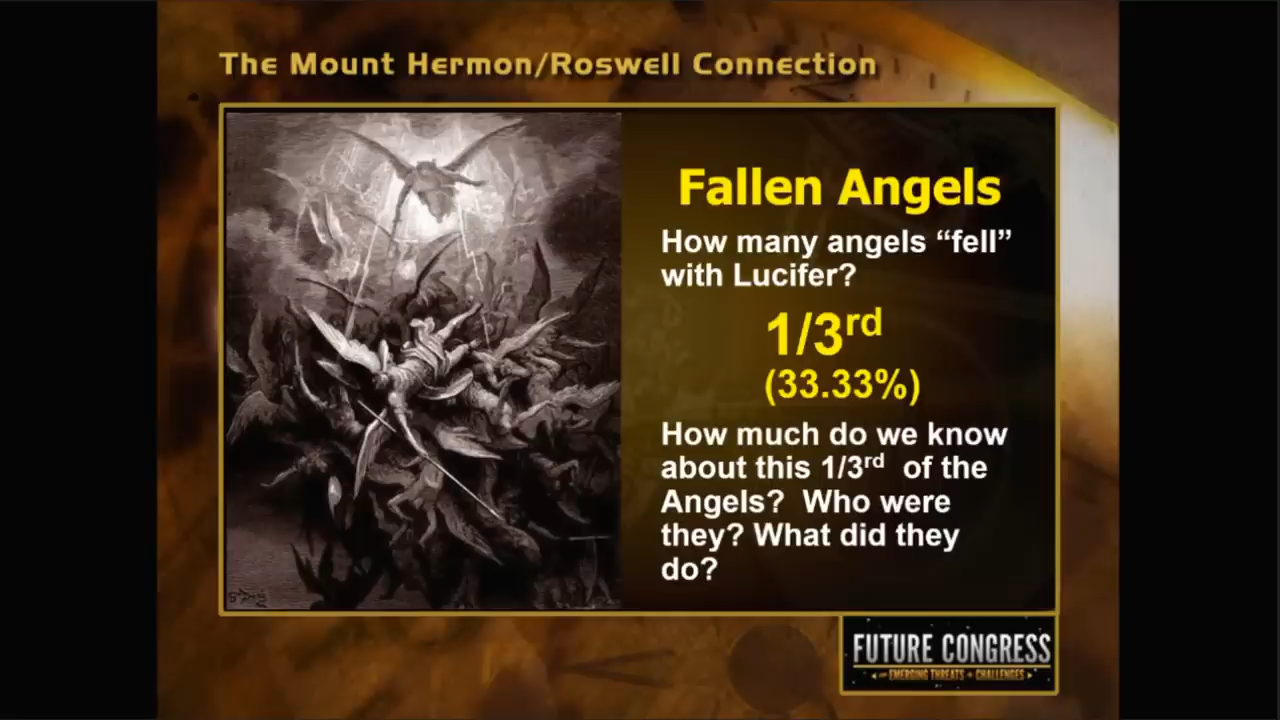 The Mount Hermon/Roswell Connection
Fallen Angels
How many angels “fell”
with Lucifer?
1/3rd
(33.33%)
How much do we know
about this 1/3rd of the
Angels? Who were
they? What did they
do?
FUTURE CONGRESS
EMERGING THREATS + CHALLENGES